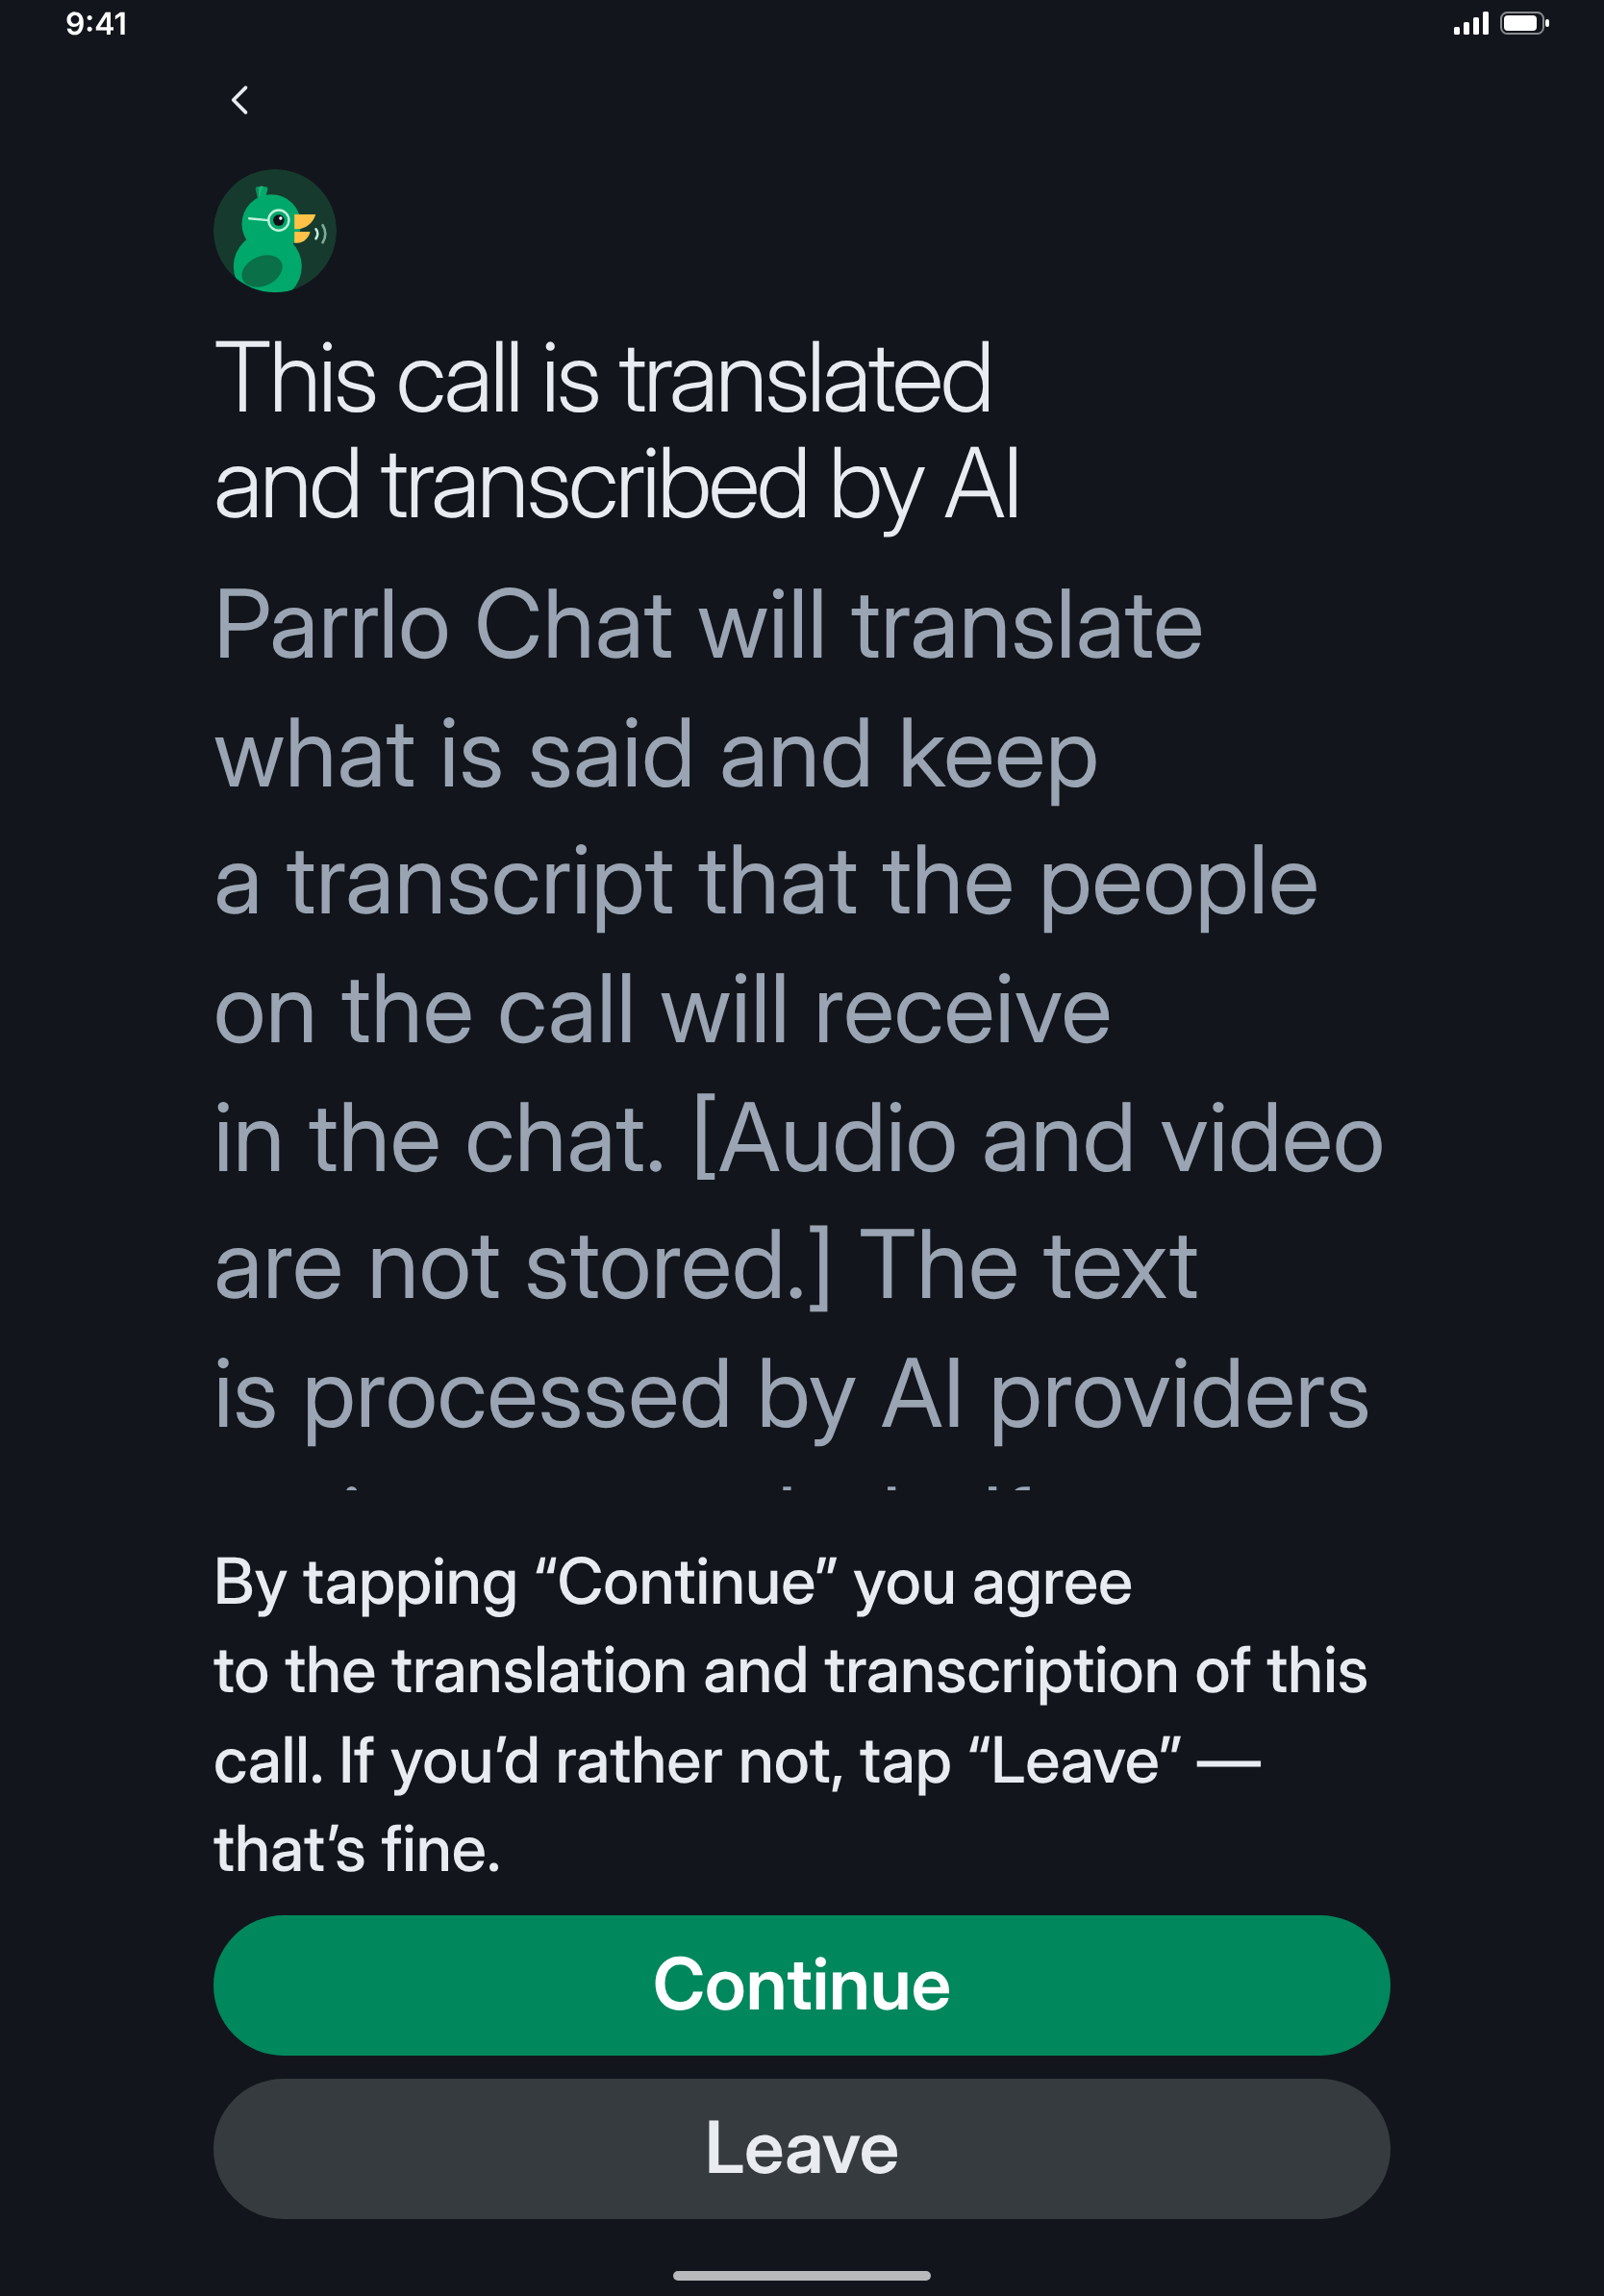 9:41
This call is translated
and transcribed by AI
Parrlo Chat will translate
what is said and keep
a transcript that the people
on the call will receive
in the chat. [Audio and video
are not stored.] The text
is processed by AI providers
By tapping “Continue” you agree
to the translation and transcription of this
call. If you’d rather not, tap “Leave” —
that’s fine.
Continue
Leave